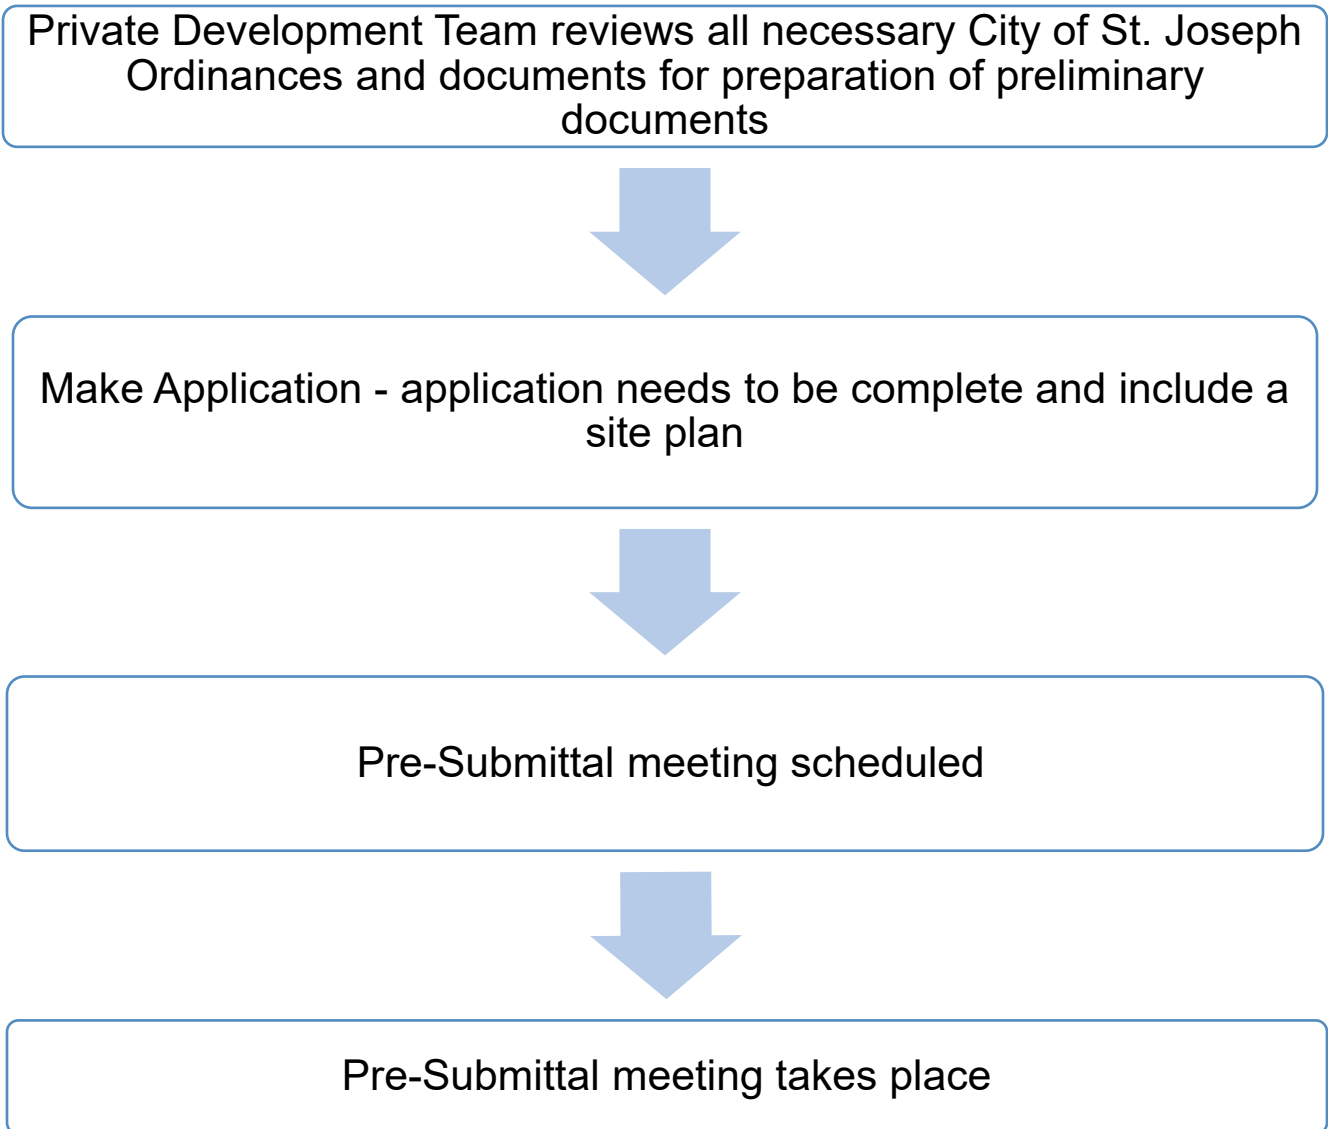 Private Development Team reviews all necessary City of St. Joseph
Ordinances and documents for preparation of preliminary
documents
Make Application - application needs to be complete and include a
site plan
Pre-Submittal meeting scheduled
Pre-Submittal meeting takes place